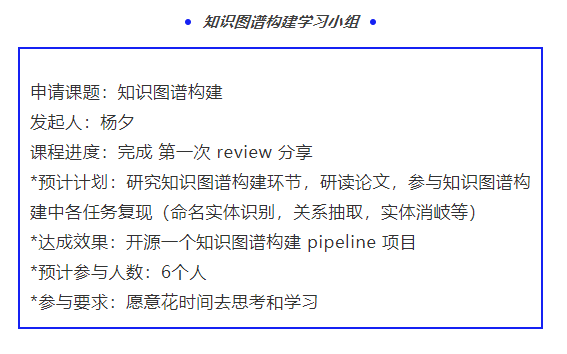 知识图谱构建学习小组
申请课题：知识图谱构建
发起人：杨夕
课程进度：完成 第一次 review 分享
*预计计划：研究知识图谱构建环节，研读论文，参与知识图谱构
建中各任务复现（命名实体识别，关系抽取，实体消岐等）
*达成效果：开源一个知识图谱构建 pipeline 项目
*预计参与人数：6个人
*参与要求：愿意花时间去思考和学习